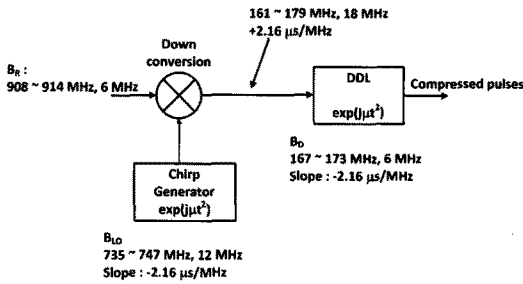 161 ~ 179 MHz, 18 MHz
+2.16 μs/MHz
Down
conversion
B_R :
908 ~ 914 MHz, 6 MHz
DDL
exp(jμt²)
Compressed pulses
B_D
167 ~ 173 MHz, 6 MHz
Slope : -2.16 μs/MHz
Chirp
Generator
exp(jμt²)
B_LO
735 ~ 747 MHz, 12 MHz
Slope : -2.16 μs/MHz